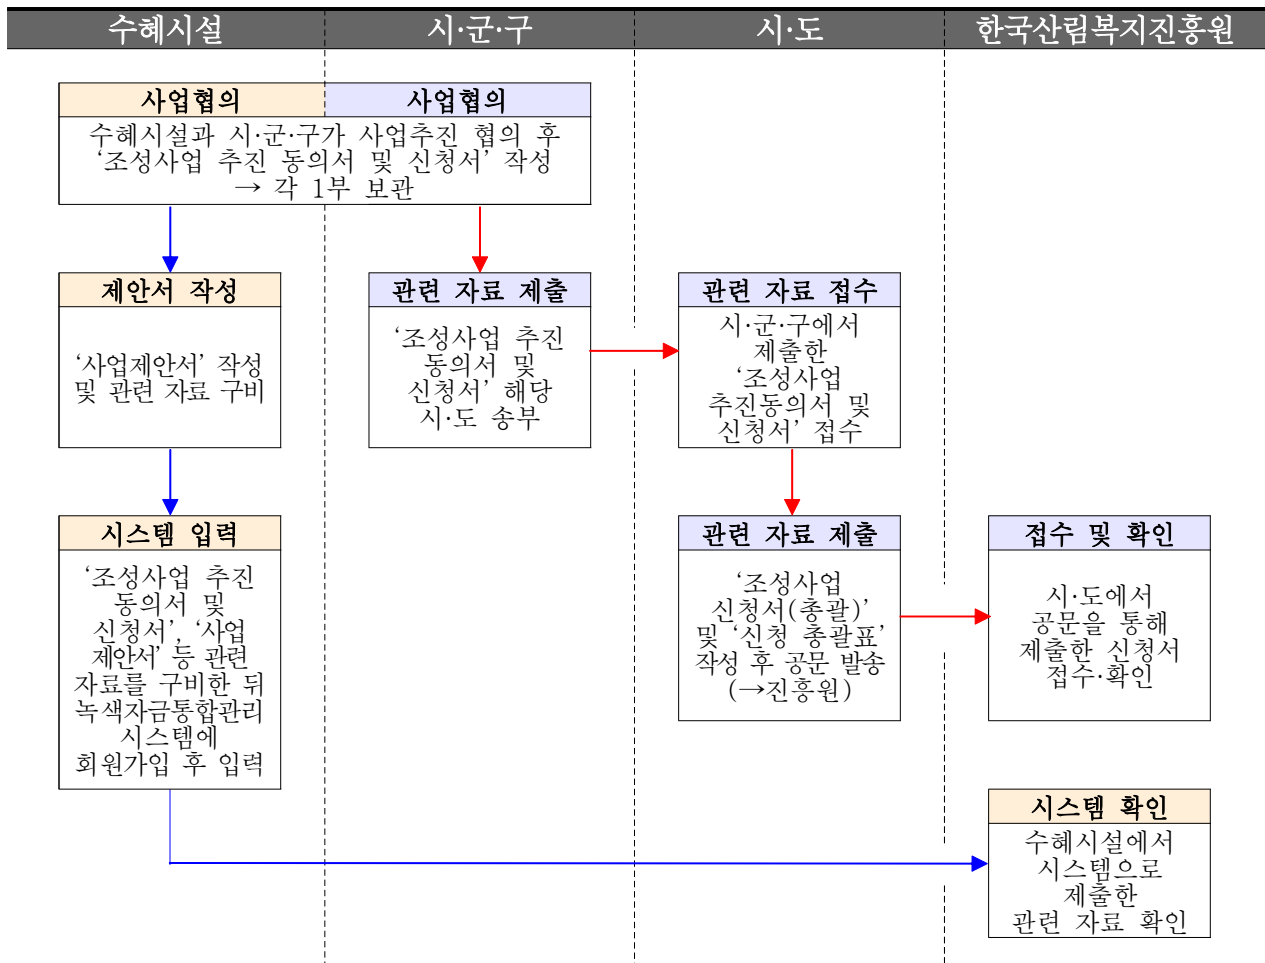 수혜시설
시·군·구
시·도
한국산림복지진흥원
사업협의
사업협의
수혜시설과 시·군·구가 사업추진 협의 후
‘조성사업 추진 동의서 및 신청서’ 작성
→ 각 1부 보관
제안서 작성
‘사업제안서’ 작성
및 관련 자료 구비
관련 자료 제출
‘조성사업 추진
동의서 및
신청서’ 해당
시·도 송부
관련 자료 접수
시·군·구에서
제출한
‘조성사업
추진동의서 및
신청서’ 접수
시스템 입력
‘조성사업 추진
동의서 및
신청서’, ‘사업
제안서’ 등 관련
자료를 구비한 뒤
녹색자금통합관리
시스템에
회원가입 후 입력
관련 자료 제출
‘조성사업
신청서(총괄)’
및 ‘신청 총괄표’
작성 후 공문 발송
(→진흥원)
접수 및 확인
시·도에서
공문을 통해
제출한 신청서
접수·확인
시스템 확인
수혜시설에서
시스템으로
제출한
관련 자료 확인